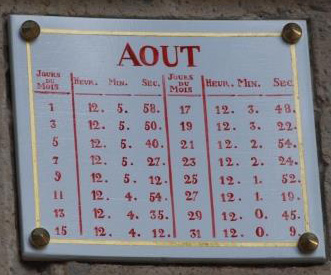 AOUT
JOURS DU MOIS HEUR. MIN. SEC. JOURS DU MOIS HEUR. MIN. SEC.
1 12. 5. 58. 17 12. 3. 48.
3 12. 5. 50. 19 12. 3. 22.
5 12. 5. 40. 21 12. 2. 54.
7 12. 5. 27. 23 12. 2. 24.
9 12. 5. 12. 25 12. 1. 52.
11 12. 4. 54. 27 12. 1. 19.
13 12. 4. 35. 29 12. 0. 45.
15 12. 4. 12. 31 12. 0. 9.